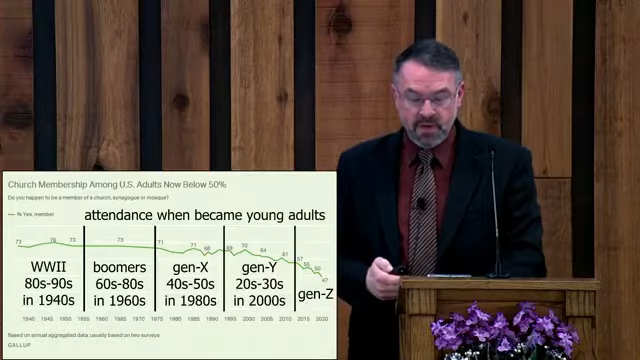 Church Membership Among U.S. Adults Now Below 50%
Do you happen to be a member of a church, synagogue or mosque?
% Yes, member
attendance when became young adults
73 76 73 73 71 71 68 69 70 64 61 57 55 50 47
WWII
80s-90s
in 1940s
boomers
60s-80s
in 1960s
gen-X
40s-50s
in 1980s
gen-Y
20s-30s
in 2000s
gen-Z
1940 1945 1950 1955 1960 1965 1970 1975 1980 1985 1990 1995 2000 2005 2010 2015 2020
Based on annual aggregated data, usually based on two surveys
GALLUP